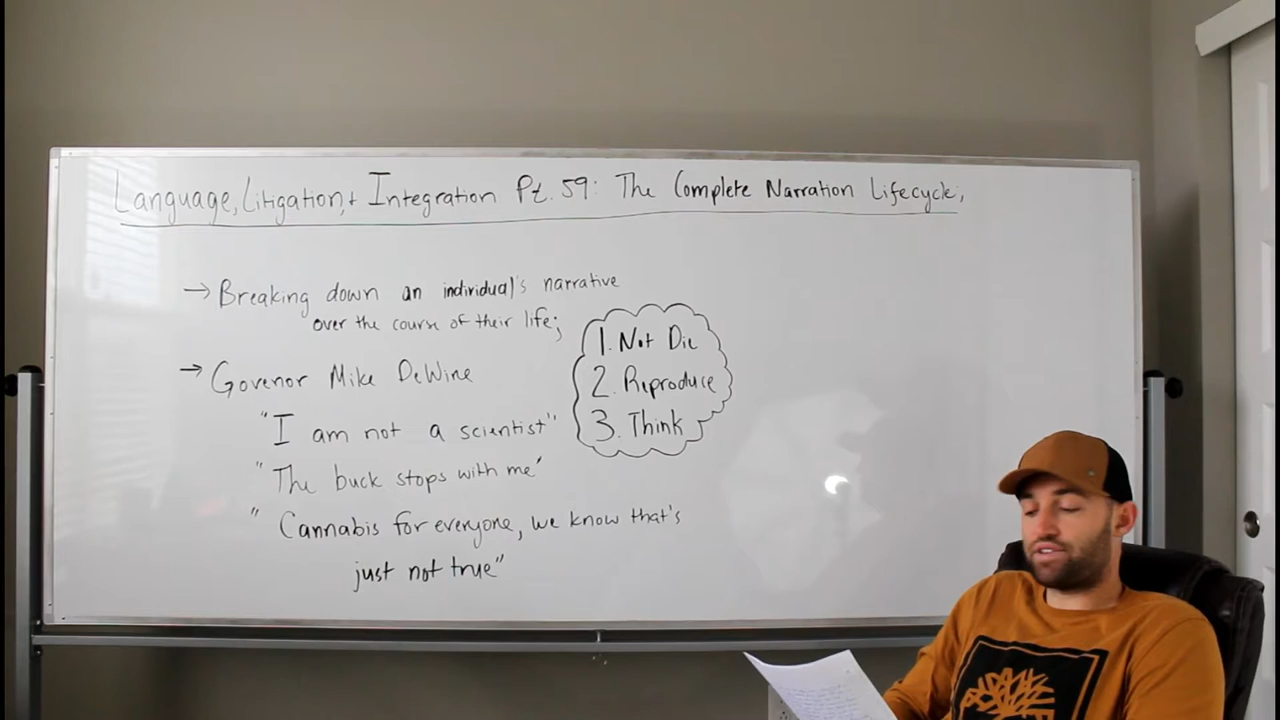 Language, Litigation, + Integration Pt. 59: The Complete Narration Lifecycle;
→ Breaking down an individual's narrative
over the course of their life;
→ Govenor Mike DeWine
"I am not a scientist"
"The buck stops with me"
"Cannabis for everyone, we know that's
just not true"
1. Not Die
2. Reproduce
3. Think